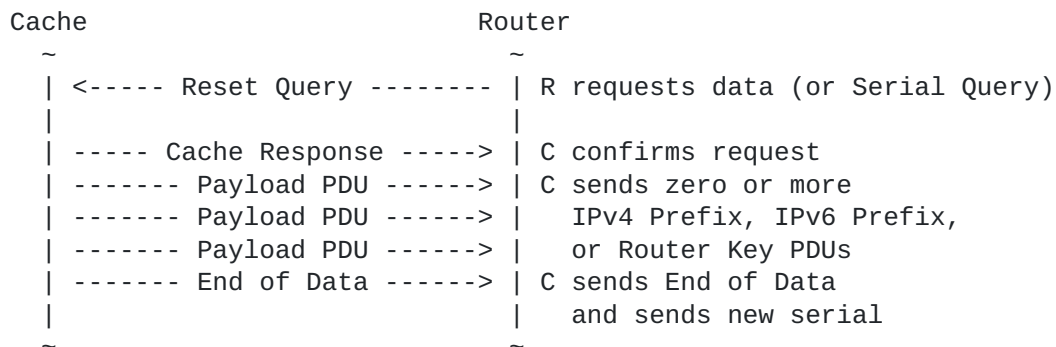 Cache                         Router
  ~                             ~
  | <----- Reset Query -------- | R requests data (or Serial Query)
  |                             |
  | ----- Cache Response -----> | C confirms request
  | ------- Payload PDU ------> | C sends zero or more
  | ------- Payload PDU ------> |   IPv4 Prefix, IPv6 Prefix,
  | ------- Payload PDU ------> |   or Router Key PDUs
  | ------- End of Data ------> | C sends End of Data
  |                             |   and sends new serial
  ~                             ~